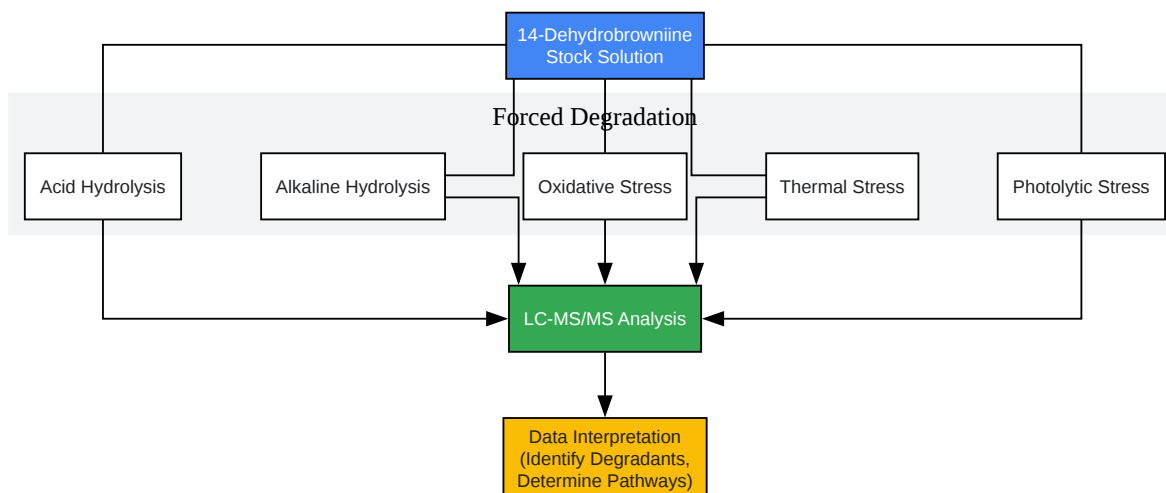 14-Dehydrobrowniine
Stock Solution
Forced Degradation
Acid Hydrolysis
Alkaline Hydrolysis
Oxidative Stress
Thermal Stress
Photolytic Stress
LC-MS/MS Analysis
Data Interpretation
(Identify Degradants,
Determine Pathways)